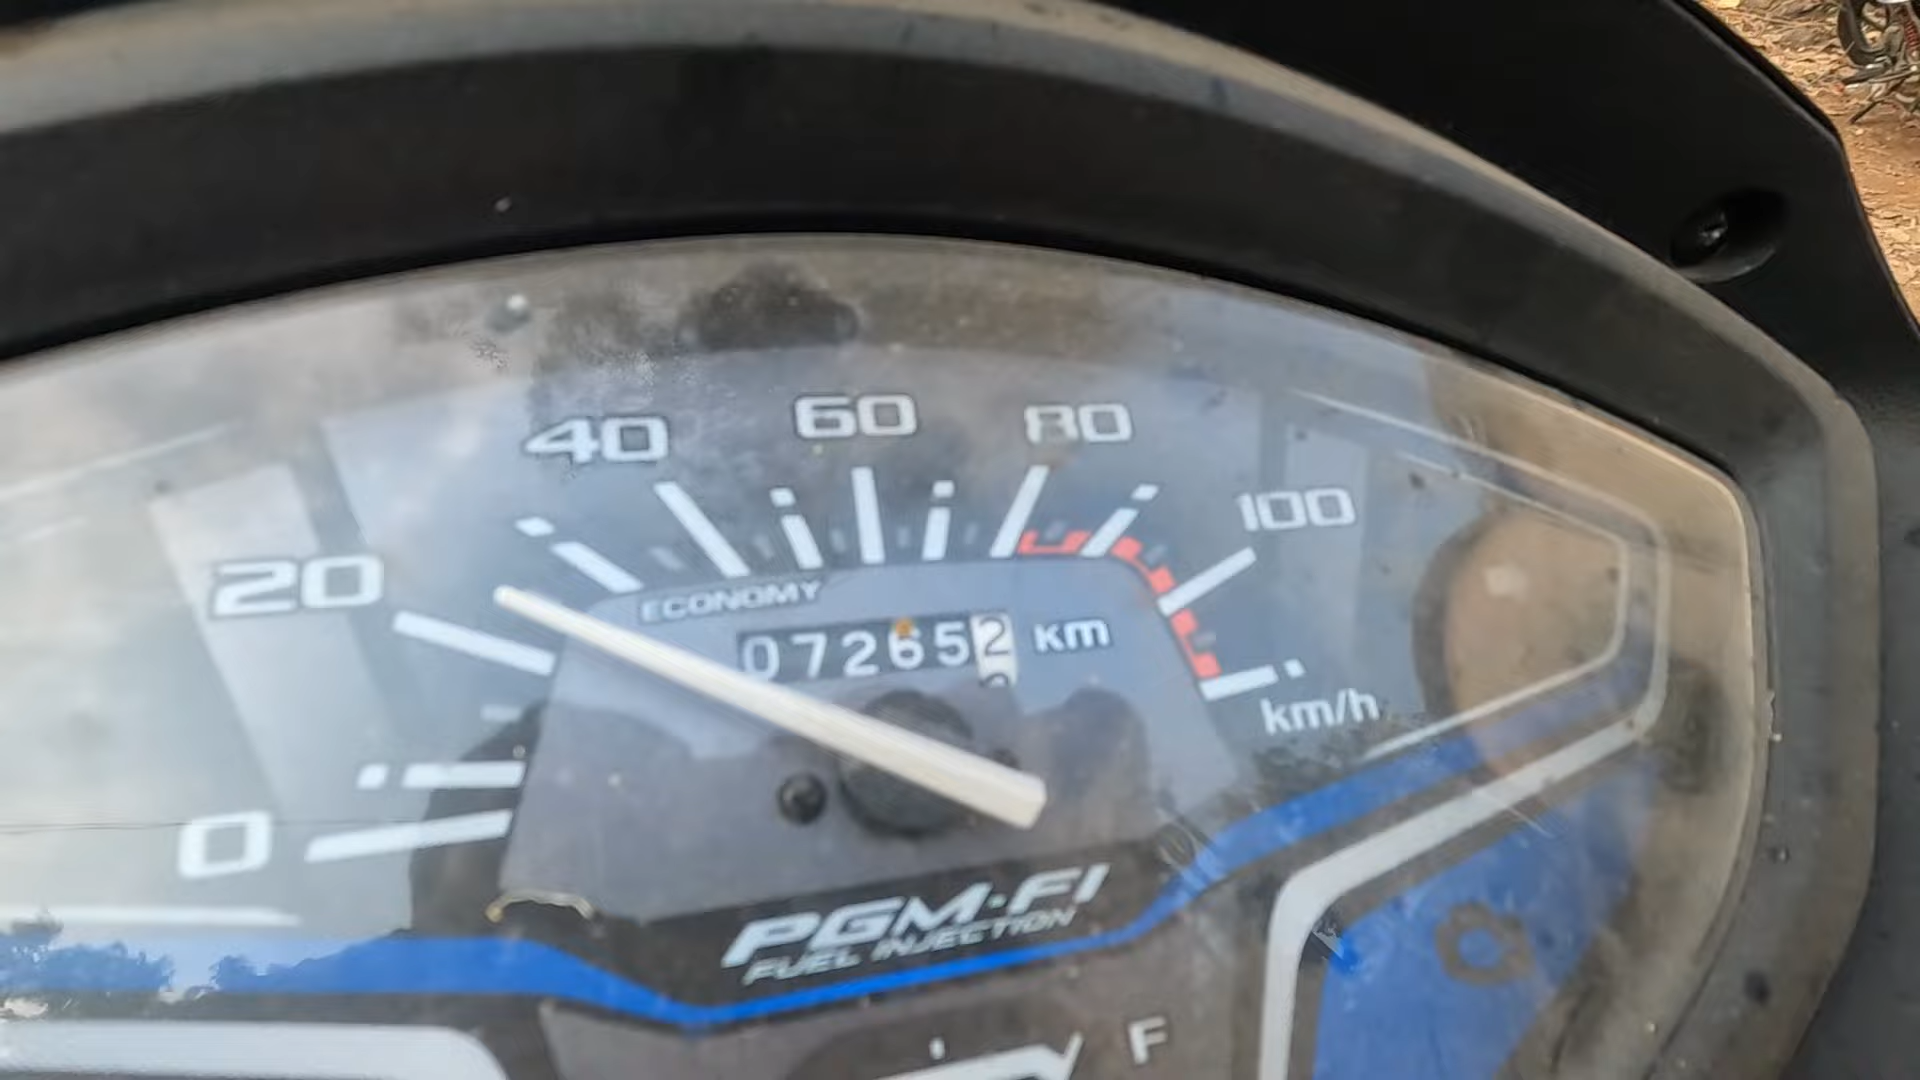 40 60 80
20 100
ECONOMY
072652 km
km/h
0
PGM-FI
FUEL INJECTION
F